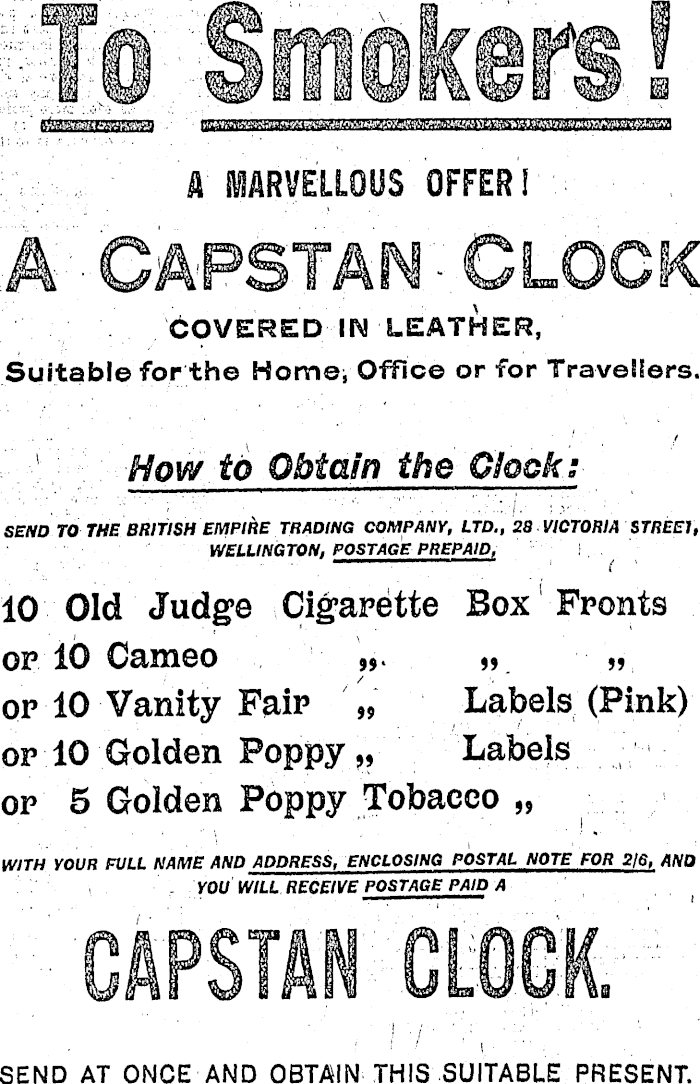 To Smokers!
A MARVELLOUS OFFER!
A CAPSTAN CLOCK
COVERED IN LEATHER,
Suitable for the Home, Office or for Travellers.
How to Obtain the Clock:
SEND TO THE BRITISH EMPIRE TRADING COMPANY, LTD., 28 VICTORIA STREET,
WELLINGTON, POSTAGE PREPAID,
10 Old Judge Cigarette Box Fronts
or 10 Cameo ,, ,, ,,
or 10 Vanity Fair ,, Labels (Pink)
or 10 Golden Poppy ,, Labels
or 5 Golden Poppy Tobacco ,,
WITH YOUR FULL NAME AND ADDRESS, ENCLOSING POSTAL NOTE FOR 2/6, AND
YOU WILL RECEIVE POSTAGE PAID A
CAPSTAN CLOCK.
SEND AT ONCE AND OBTAIN THIS SUITABLE PRESENT.